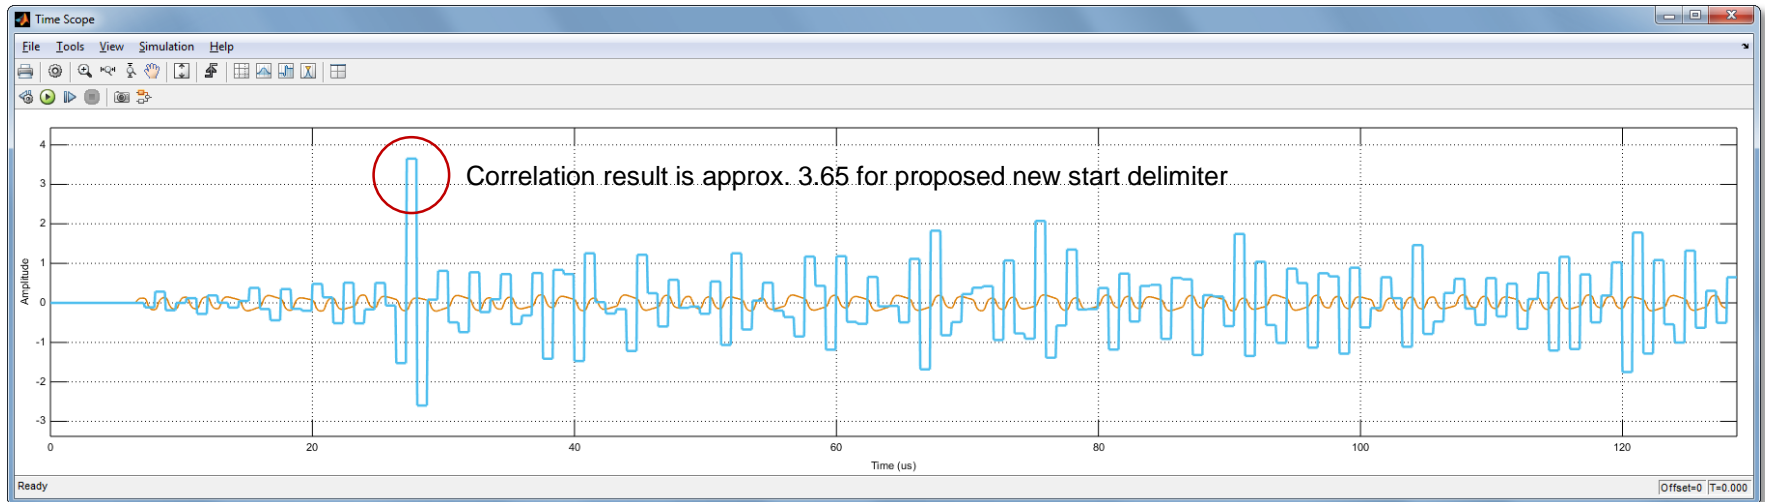 Time Scope
File Tools View Simulation Help
4
Correlation result is approx. 3.65 for proposed new start delimiter
3
2
1
0
-1
-2
-3
Amplitude
0 20 40 60 80 100 120
Time (us)
Ready Offset=0 T=0.000